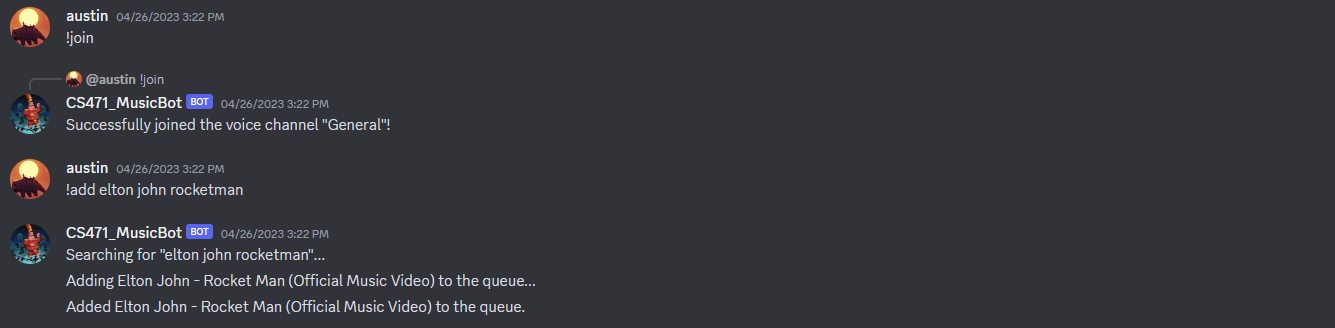 austin 04/26/2023 3:22 PM
!join
@austin !join
CS471_MusicBot BOT 04/26/2023 3:22 PM
Successfully joined the voice channel "General"!
austin 04/26/2023 3:22 PM
!add elton john rocketman
CS471_MusicBot BOT 04/26/2023 3:22 PM
Searching for "elton john rocketman"...
Adding Elton John - Rocket Man (Official Music Video) to the queue...
Added Elton John - Rocket Man (Official Music Video) to the queue.